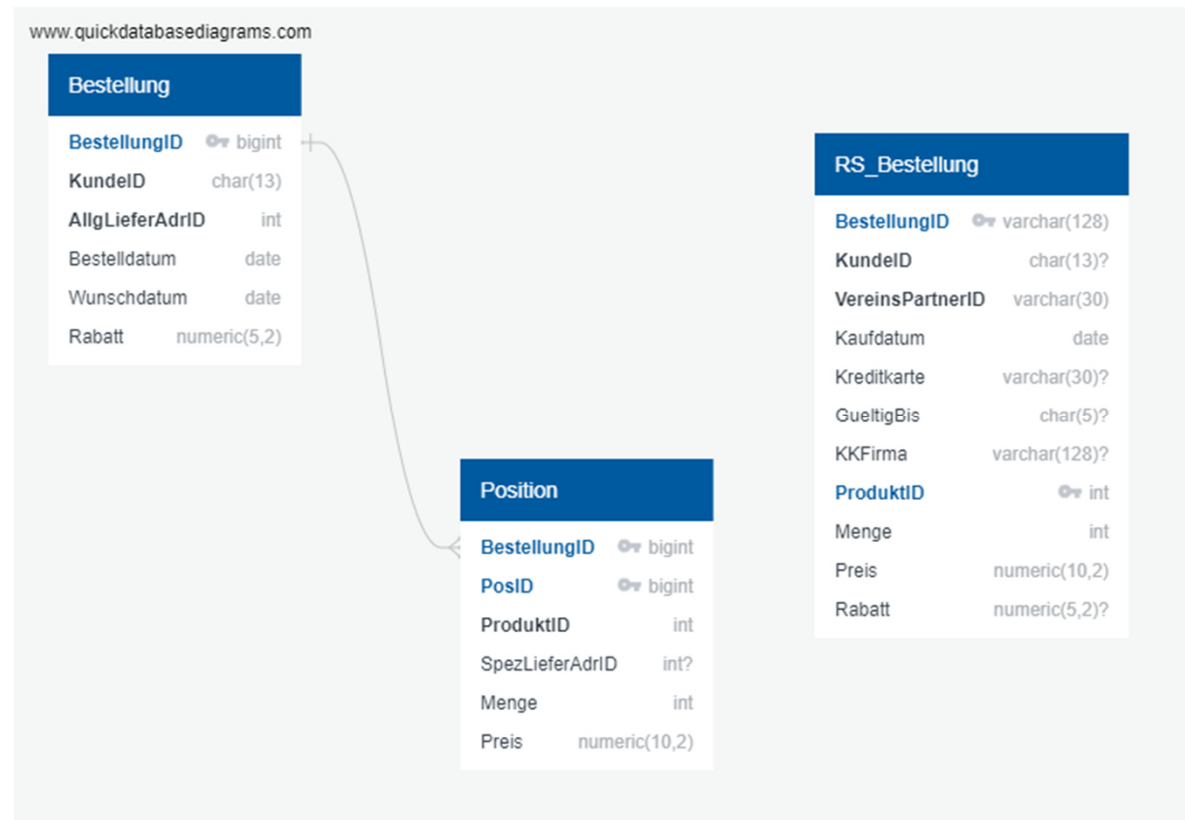 www.quickdatabasediagrams.com
Bestellung
BestellungID bigint
KundeID char(13)
AllgLieferAdrID int
Bestelldatum date
Wunschdatum date
Rabatt numeric(5,2)
Position
BestellungID bigint
PosID bigint
ProduktID int
SpezLieferAdrID int?
Menge int
Preis numeric(10,2)
RS_Bestellung
BestellungID varchar(128)
KundeID char(13)?
VereinsPartnerID varchar(30)
Kaufdatum date
Kreditkarte varchar(30)?
GueltigBis char(5)?
KKFirma varchar(128)?
ProduktID int
Menge int
Preis numeric(10,2)
Rabatt numeric(5,2)?